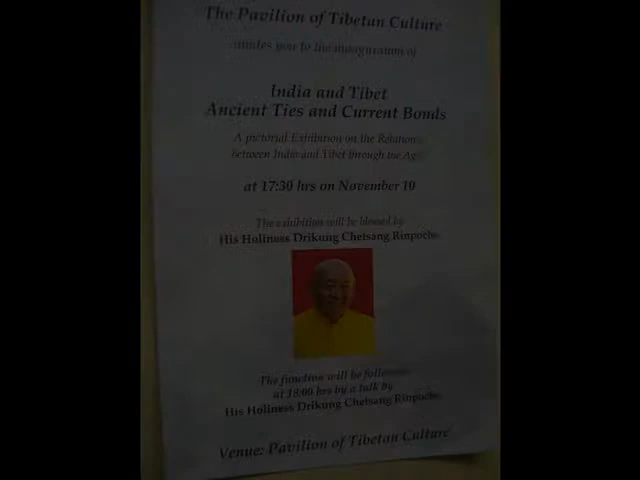 The Pavilion of Tibetan Culture
invites you to the inauguration of
India and Tibet
Ancient Ties and Current Bonds
A pictorial Exhibition on the Relations
between India and Tibet through the Age
at 17:30 hrs on November 10
The exhibition will be blessed by
His Holiness Drikung Chetsang Rinpoche
The function will be followed
at 18:00 hrs by a talk by
His Holiness Drikung Chetsang Rinpoche
Venue: Pavilion of Tibetan Culture